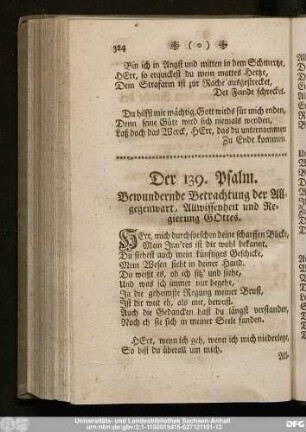 324 ( o )
Bin ich in Angst und mitten in dem Schmertze,
HErr, so erquickest du mein mattes Hertze,
Dein Strafarm ist zur Rache ausgestrecket,
Der Feinde schrecket.
Du hilffst mir mächtig, Gott wirds für mich enden,
Denn seine Güte werd sich niemals wenden,
Laß doch das Werck, HErr, das du unternommen
Zu Ende kommen.
Der 139. Psalm.
Bewundernde Betrachtung der All-
gegenwart, Allwissenheit und Re-
gierung GOttes.
HErr, mich durchforschen deine scharffen Blicke,
Mein Inn'res ist dir wohl bekannt.
Du siehest auch mein künftiges Geschicke,
Mein Wesen steht in deiner Hand.
Du weißt es, ob ich sitz' und stehe,
Und was ich immer nur begehe,
Ja die geheimste Regung meiner Brust,
Ist dir weit eh, als mir, bewußt.
Auch die Gedancken hast du längst verstanden,
Noch eh sie sich in meiner Seele fanden.
HErr, wenn ich geh, wenn ich mich niederlege,
So bist du überall um mich.
All-
Universitäts- und Landesbibliothek Sachsen-Anhalt
urn:nbn:de:gbv:3:1-1192015415-627121101-13
DFG